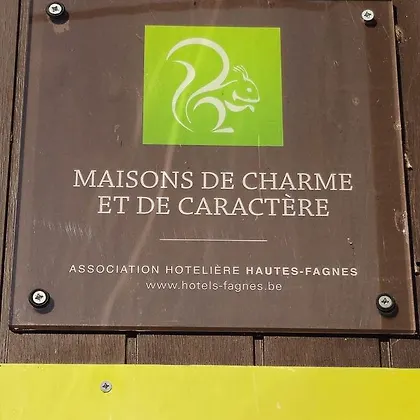 MAISONS DE CHARME
ET DE CARACTÈRE
ASSOCIATION HOTELIÈRE HAUTES-FAGNES
www.hotels-fagnes.be